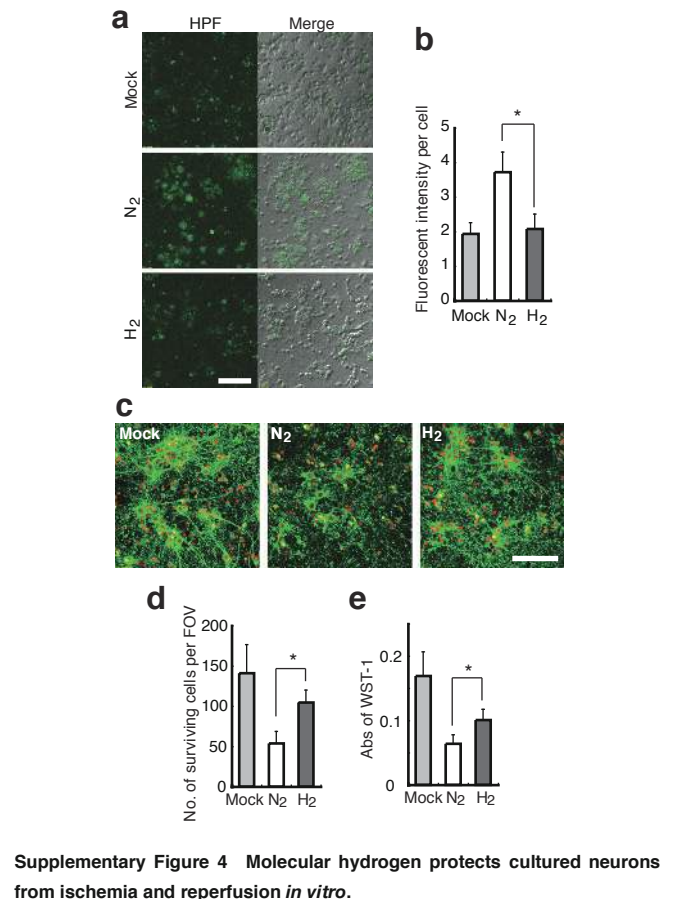 a
HPF Merge
Mock
N2
H2
b
Fluorescent intensity per cell
5
4
3
2
1
0
*
Mock N2 H2
c
Mock
N2
H2
d
No. of surviving cells per FOV
200
150
100
50
0
*
Mock N2 H2
e
Abs of WST-1
0.2
0.1
0
*
Mock N2 H2
Supplementary Figure 4 Molecular hydrogen protects cultured neurons
from ischemia and reperfusion in vitro.